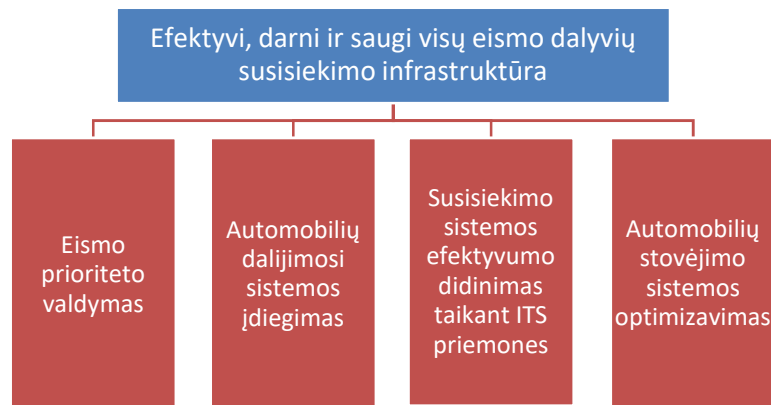 Efektyvi, darni ir saugi visų eismo dalyvių
susisiekimo infrastruktūra
Eismo
prioriteto
valdymas
Automobilių
dalijimosi
sistemos
įdiegimas
Susisiekimo
sistemos
efektyvumo
didinimas
taikant ITS
priemones
Automobilių
stovėjimo
sistemos
optimizavimas